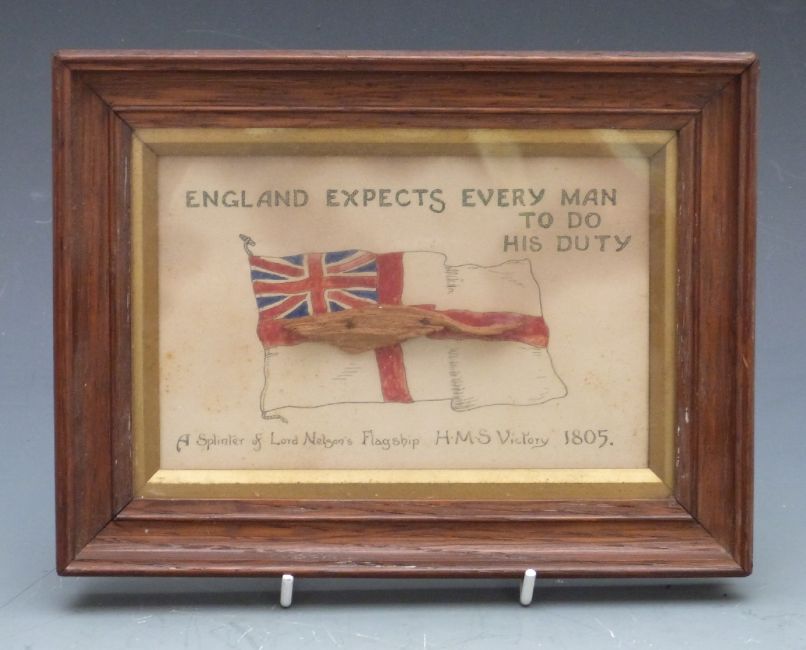 ENGLAND EXPECTS EVERY MAN
TO DO
HIS DUTY
A Splinter of Lord Nelson's Flagship H·M·S Victory 1805.